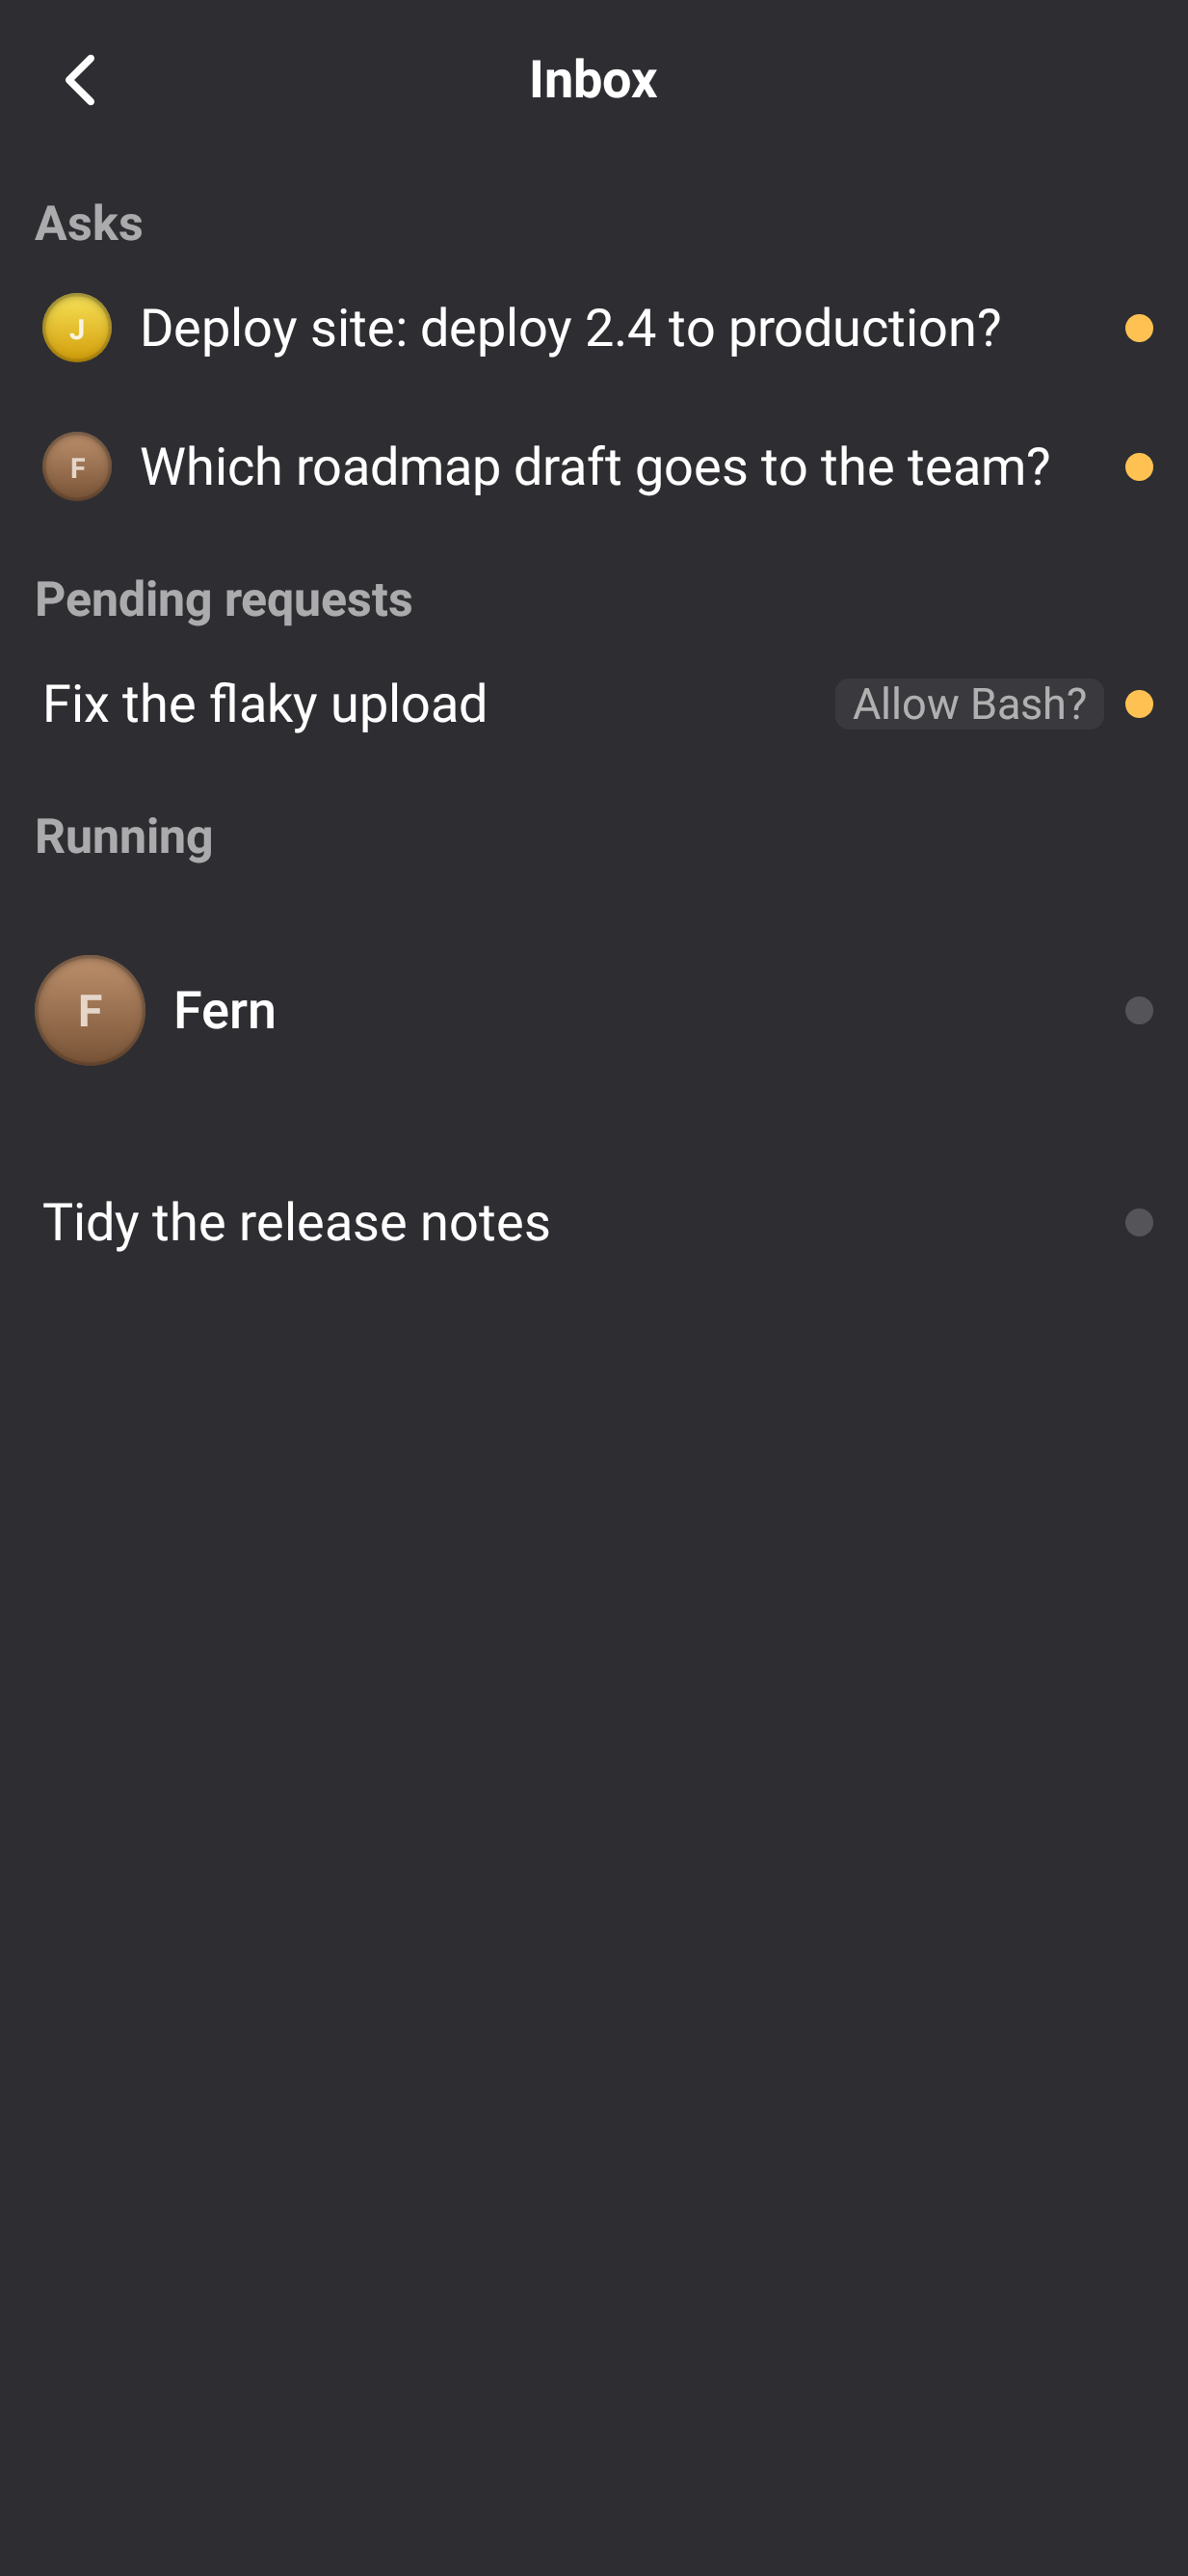 Inbox
Asks
J Deploy site: deploy 2.4 to production?
F Which roadmap draft goes to the team?
Pending requests
Fix the flaky upload Allow Bash?
Running
F Fern
Tidy the release notes